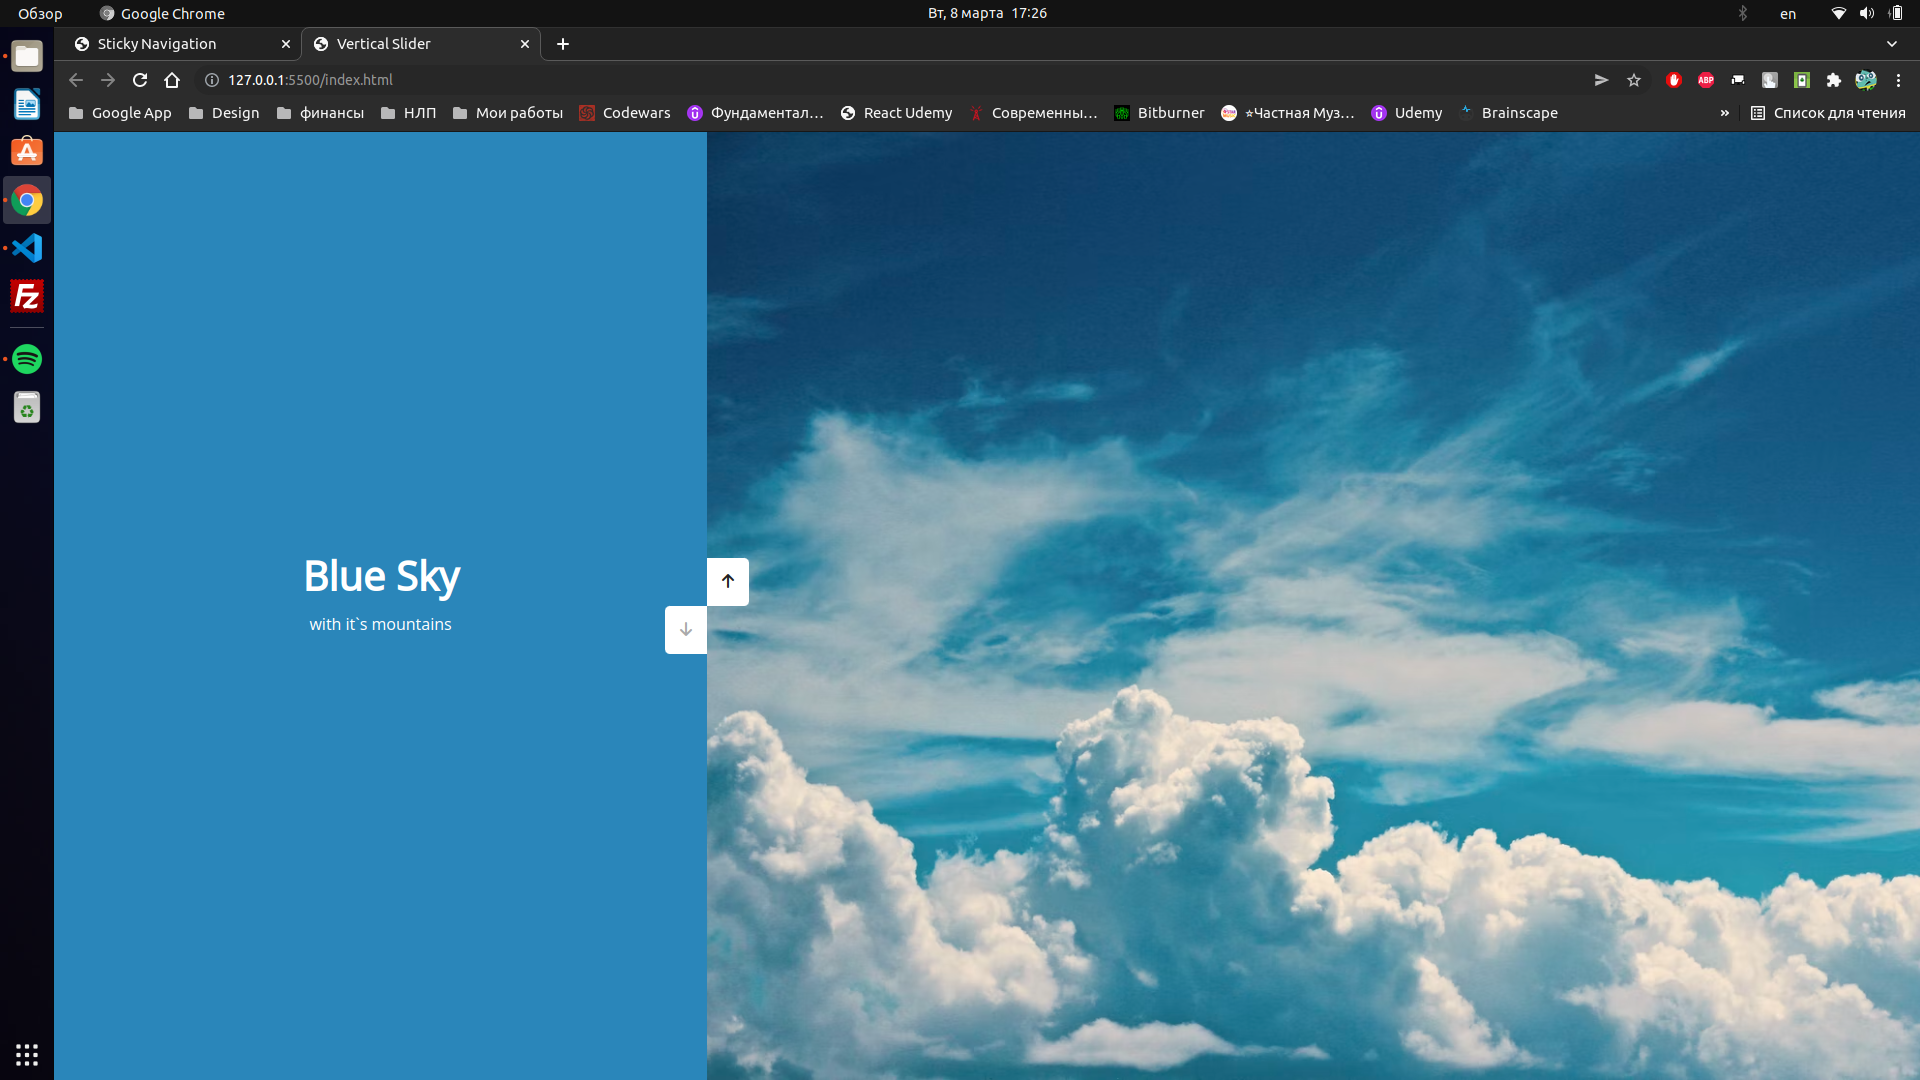 Обзор Google Chrome Вт, 8 марта 17:26 en
Sticky Navigation Vertical Slider
127.0.0.1:5500/index.html ABP
Google App Design финансы НЛП Мои работы Codewars Фундаментал… React Udemy Современны… Bitburner ⭐Частная Муз… Udemy Brainscape » Список для чтения
Fz
Blue Sky
with it`s mountains